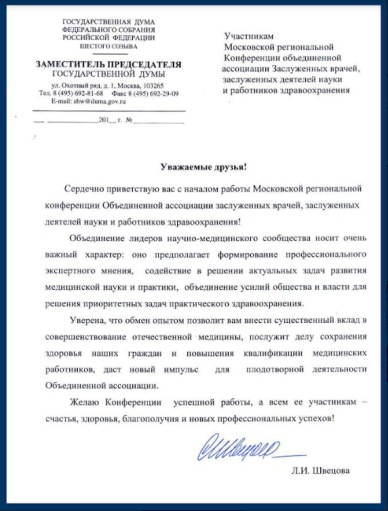 ГОСУДАРСТВЕННАЯ ДУМА
ФЕДЕРАЛЬНОГО СОБРАНИЯ
РОССИЙСКОЙ ФЕДЕРАЦИИ
ШЕСТОГО СОЗЫВА
ЗАМЕСТИТЕЛЬ ПРЕДСЕДАТЕЛЯ
ГОСУДАРСТВЕННОЙ ДУМЫ
ул. Охотный ряд, д. 1, Москва, 103265
Тел. 8 (495) 692-81-68 Факс 8 (495) 692-29-09
E-mail: shw@duma.gov.ru
201__ г. №
Участникам
Московской региональной
Конференции объединенной
ассоциации Заслуженных врачей,
заслуженных деятелей науки
и работников здравоохранения
Уважаемые друзья!
Сердечно приветствую вас с началом работы Московской региональной
конференции Объединенной ассоциации заслуженных врачей, заслуженных
деятелей науки и работников здравоохранения!
Объединение лидеров научно-медицинского сообщества носит очень
важный характер: оно предполагает формирование профессионального
экспертного мнения, содействие в решении актуальных задач развития
медицинской науки и практики, объединение усилий общества и власти для
решения приоритетных задач практического здравоохранения.
Уверена, что обмен опытом позволит вам внести существенный вклад в
совершенствование отечественной медицины, послужит делу сохранения
здоровья наших граждан и повышения квалификации медицинских
работников, даст новый импульс для плодотворной деятельности
Объединенной ассоциации.
Желаю Конференции успешной работы, а всем ее участникам –
счастья, здоровья, благополучия и новых профессиональных успехов!
Л.И. Швецова